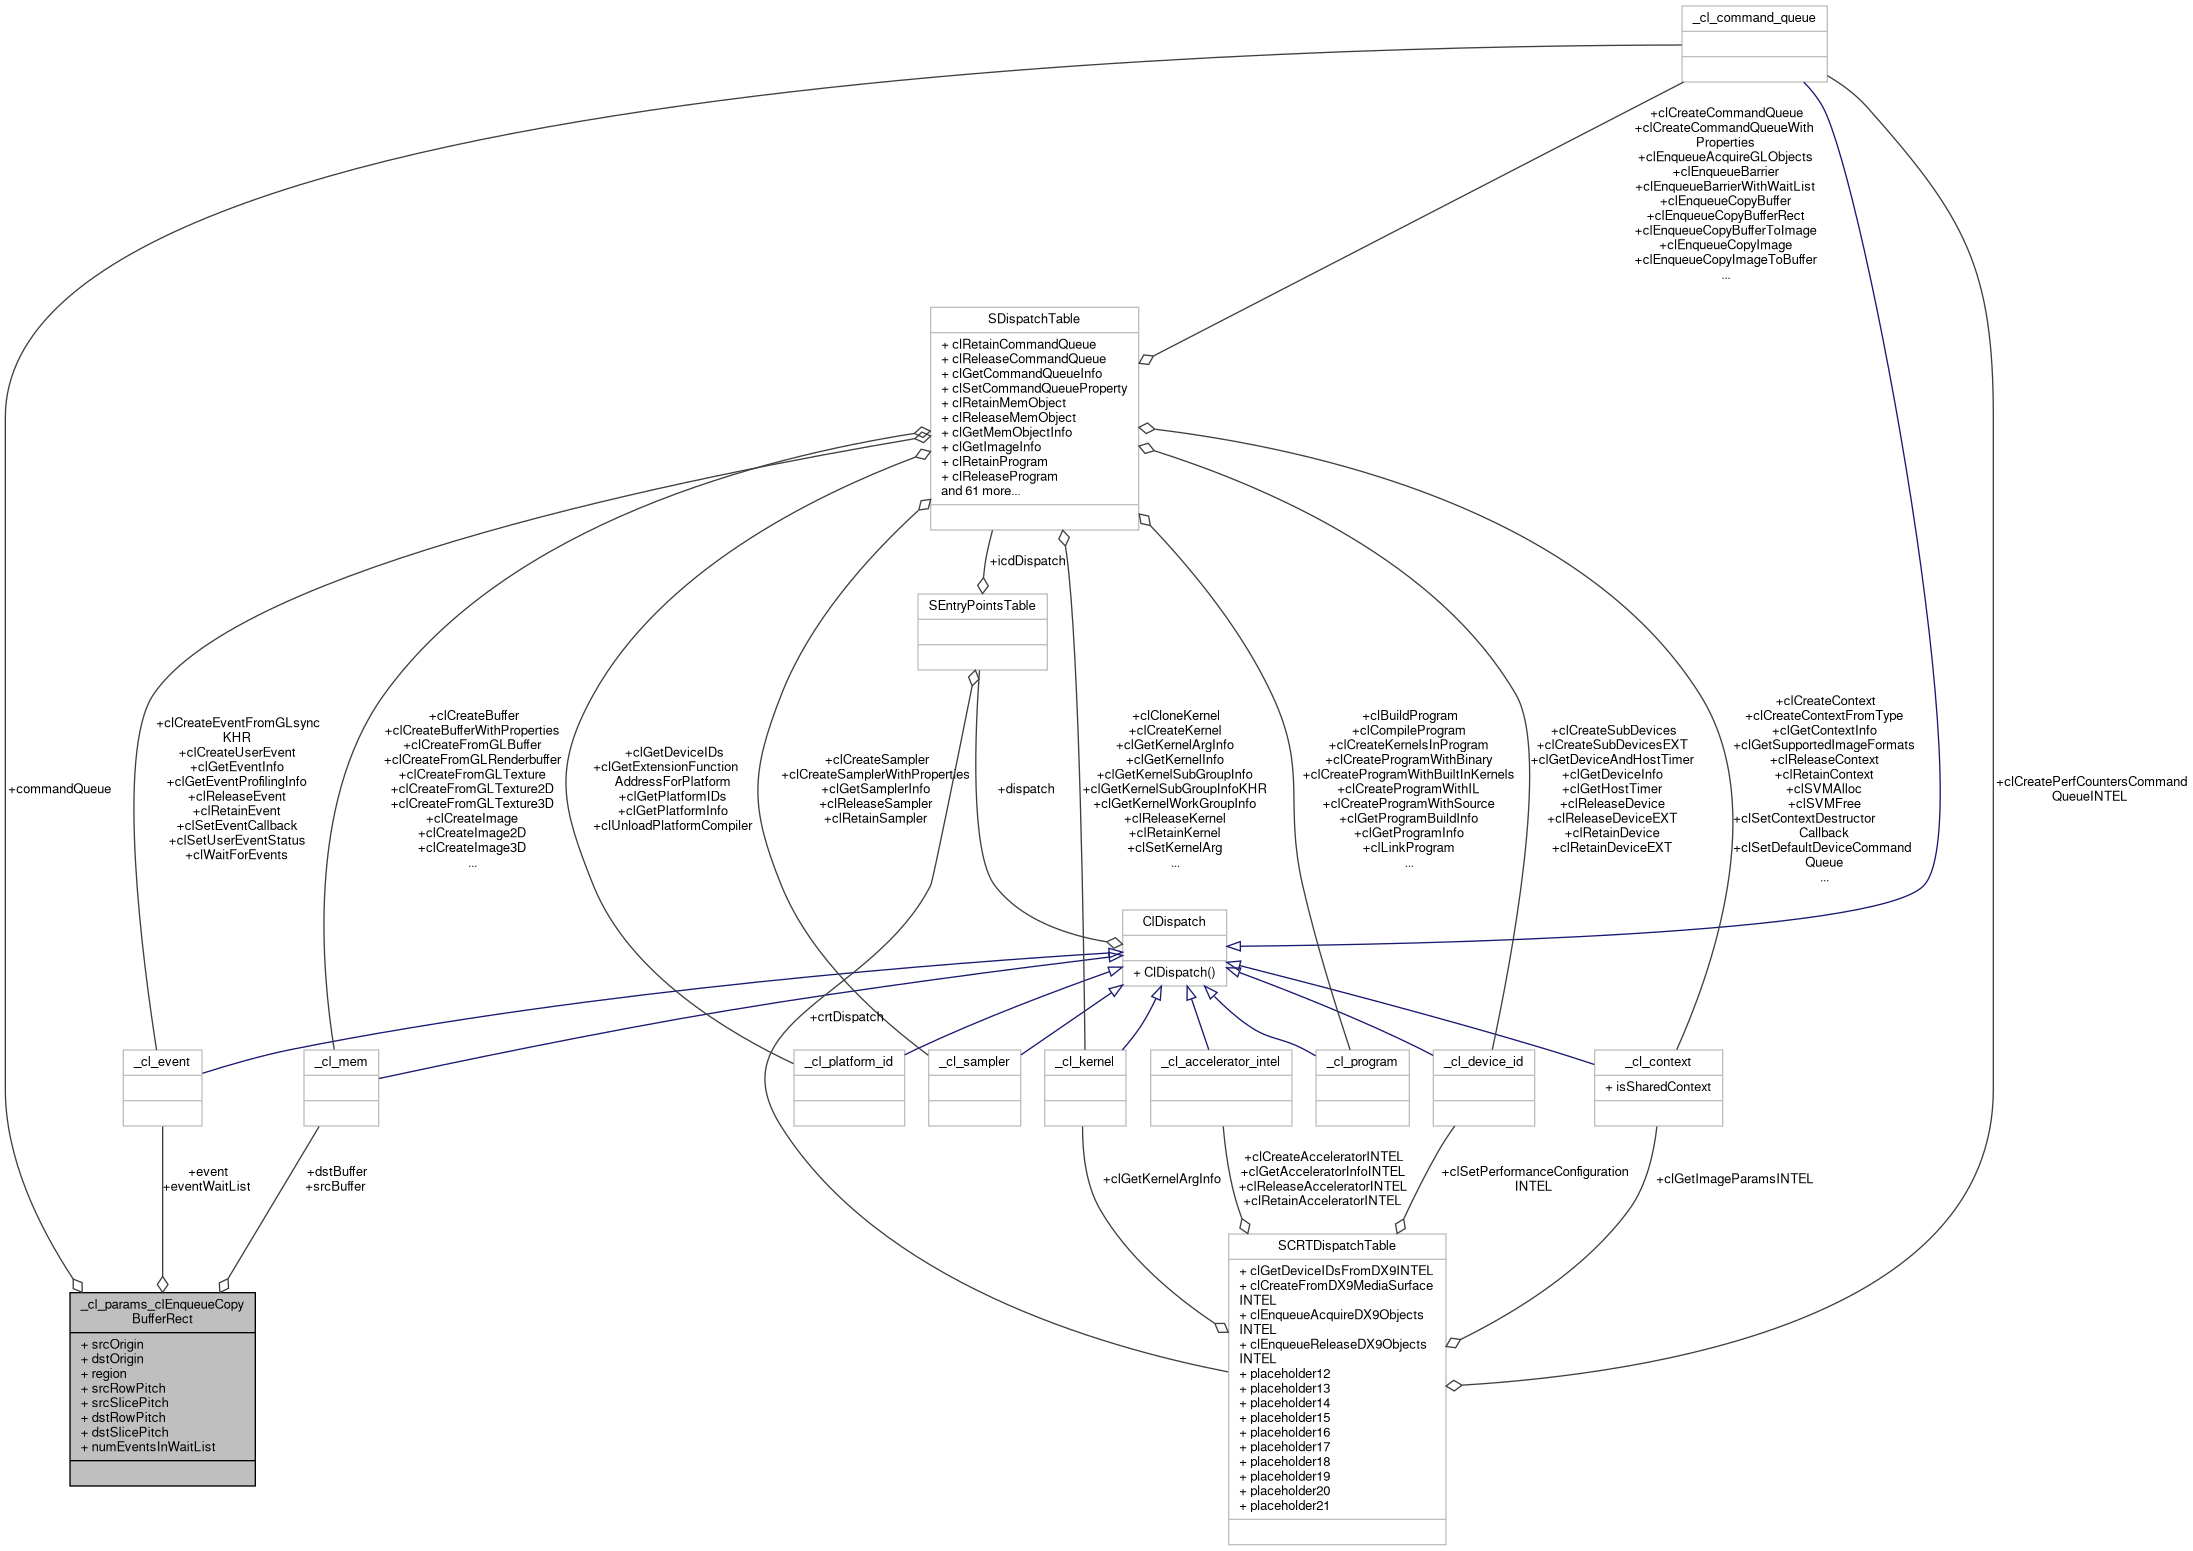 _cl_command_queue
+clCreateCommandQueue
+clCreateCommandQueueWith
Properties
+clEnqueueAcquireGLObjects
+clEnqueueBarrier
+clEnqueueBarrierWithWaitList
+clEnqueueCopyBuffer
+clEnqueueCopyBufferRect
+clEnqueueCopyBufferToImage
+clEnqueueCopyImage
+clEnqueueCopyImageToBuffer
...
SDispatchTable
+ clRetainCommandQueue
+ clReleaseCommandQueue
+ clGetCommandQueueInfo
+ clSetCommandQueueProperty
+ clRetainMemObject
+ clReleaseMemObject
+ clGetMemObjectInfo
+ clGetImageInfo
+ clRetainProgram
+ clReleaseProgram
and 61 more...
+icdDispatch
SEntryPointsTable
+commandQueue
+clCreateEventFromGLsync
KHR
+clCreateUserEvent
+clGetEventInfo
+clGetEventProfilingInfo
+clReleaseEvent
+clRetainEvent
+clSetEventCallback
+clSetUserEventStatus
+clWaitForEvents
+clCreateBuffer
+clCreateBufferWithProperties
+clCreateFromGLBuffer
+clCreateFromGLRenderbuffer
+clCreateFromGLTexture
+clCreateFromGLTexture2D
+clCreateFromGLTexture3D
+clCreateImage
+clCreateImage2D
+clCreateImage3D
...
+clGetDeviceIDs
+clGetExtensionFunction
AddressForPlatform
+clGetPlatformIDs
+clGetPlatformInfo
+clUnloadPlatformCompiler
+clCreateSampler
+clCreateSamplerWithProperties
+clGetSamplerInfo
+clReleaseSampler
+clRetainSampler
+dispatch
+clCloneKernel
+clCreateKernel
+clGetKernelArgInfo
+clGetKernelInfo
+clGetKernelSubGroupInfo
+clGetKernelSubGroupInfoKHR
+clGetKernelWorkGroupInfo
+clReleaseKernel
+clRetainKernel
+clSetKernelArg
...
+clBuildProgram
+clCompileProgram
+clCreateKernelsInProgram
+clCreateProgramWithBinary
+clCreateProgramWithBuiltInKernels
+clCreateProgramWithIL
+clCreateProgramWithSource
+clGetProgramBuildInfo
+clGetProgramInfo
+clLinkProgram
...
+clCreateSubDevices
+clCreateSubDevicesEXT
+clGetDeviceAndHostTimer
+clGetDeviceInfo
+clGetHostTimer
+clReleaseDevice
+clReleaseDeviceEXT
+clRetainDevice
+clRetainDeviceEXT
+clCreateContext
+clCreateContextFromType
+clGetContextInfo
+clGetSupportedImageFormats
+clReleaseContext
+clRetainContext
+clSVMAlloc
+clSVMFree
+clSetContextDestructor
Callback
+clSetDefaultDeviceCommand
Queue
...
+clCreatePerfCountersCommand
QueueINTEL
ClDispatch
+ ClDispatch()
+crtDispatch
_cl_event
_cl_mem
_cl_platform_id
_cl_sampler
_cl_kernel
_cl_accelerator_intel
_cl_program
_cl_device_id
_cl_context
+ isSharedContext
+event
+eventWaitList
+dstBuffer
+srcBuffer
+clGetKernelArgInfo
+clCreateAcceleratorINTEL
+clGetAcceleratorInfoINTEL
+clReleaseAcceleratorINTEL
+clRetainAcceleratorINTEL
+clSetPerformanceConfiguration
INTEL
+clGetImageParamsINTEL
_cl_params_clEnqueueCopy
BufferRect
+ srcOrigin
+ dstOrigin
+ region
+ srcRowPitch
+ srcSlicePitch
+ dstRowPitch
+ dstSlicePitch
+ numEventsInWaitList
SCRTDispatchTable
+ clGetDeviceIDsFromDX9INTEL
+ clCreateFromDX9MediaSurface
INTEL
+ clEnqueueAcquireDX9Objects
INTEL
+ clEnqueueReleaseDX9Objects
INTEL
+ placeholder12
+ placeholder13
+ placeholder14
+ placeholder15
+ placeholder16
+ placeholder17
+ placeholder18
+ placeholder19
+ placeholder20
+ placeholder21